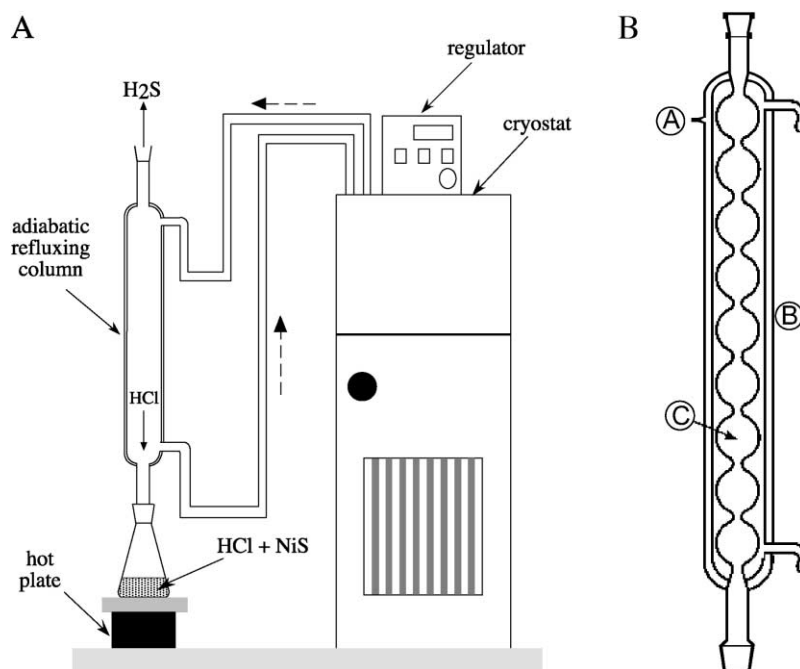 A
regulator
H2S
cryostat
adiabatic
refluxing
column
HCl
HCl + NiS
hot
plate
B
A
B
C